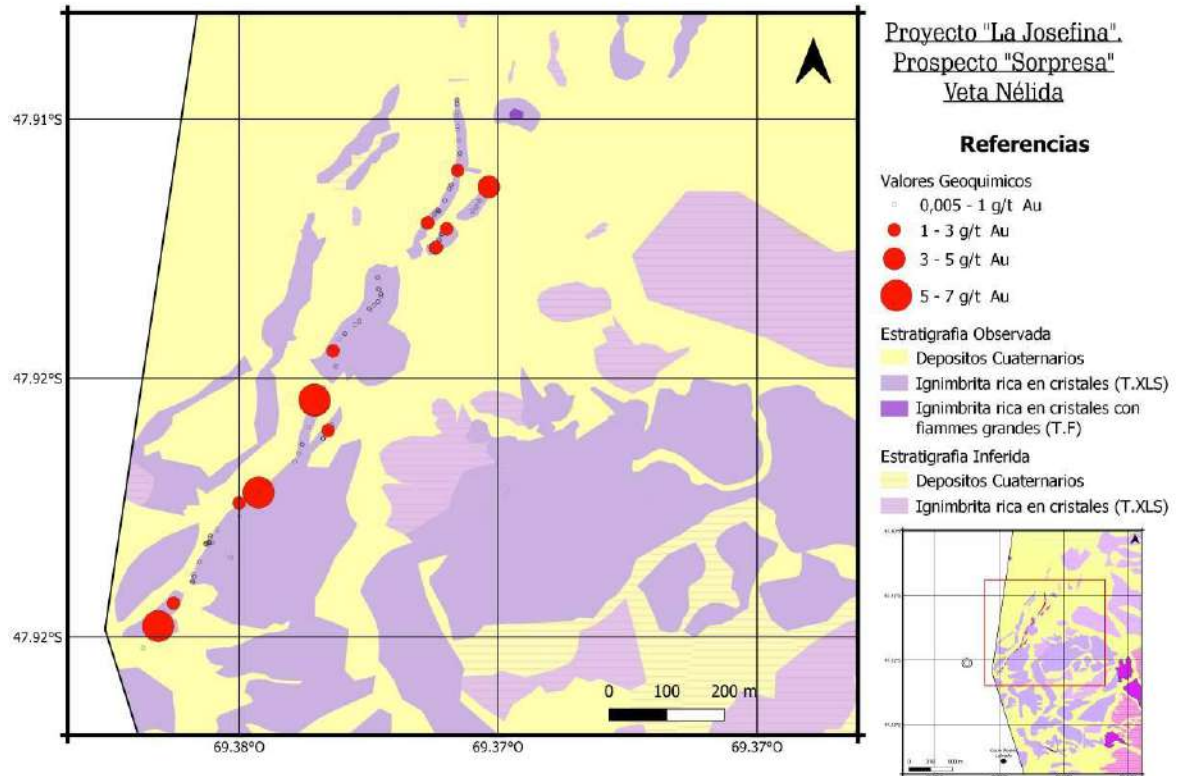 Proyecto "La Josefina".
Prospecto "Sorpresa"
Veta Nélida
Referencias
Valores Geoquimicos
0,005 - 1 g/t Au
1 - 3 g/t Au
3 - 5 g/t Au
5 - 7 g/t Au
Estratigrafia Observada
Depositos Cuaternarios
Ignimbrita rica en cristales (T.XLS)
Ignimbrita rica en cristales con
fiammes grandes (T.F)
Estratigrafia Inferida
Depositos Cuaternarios
Ignimbrita rica en cristales (T.XLS)
47.91°S
47.92°S
47.92°S
69.38°O
69.37°O
69.37°O
0 100 200 m